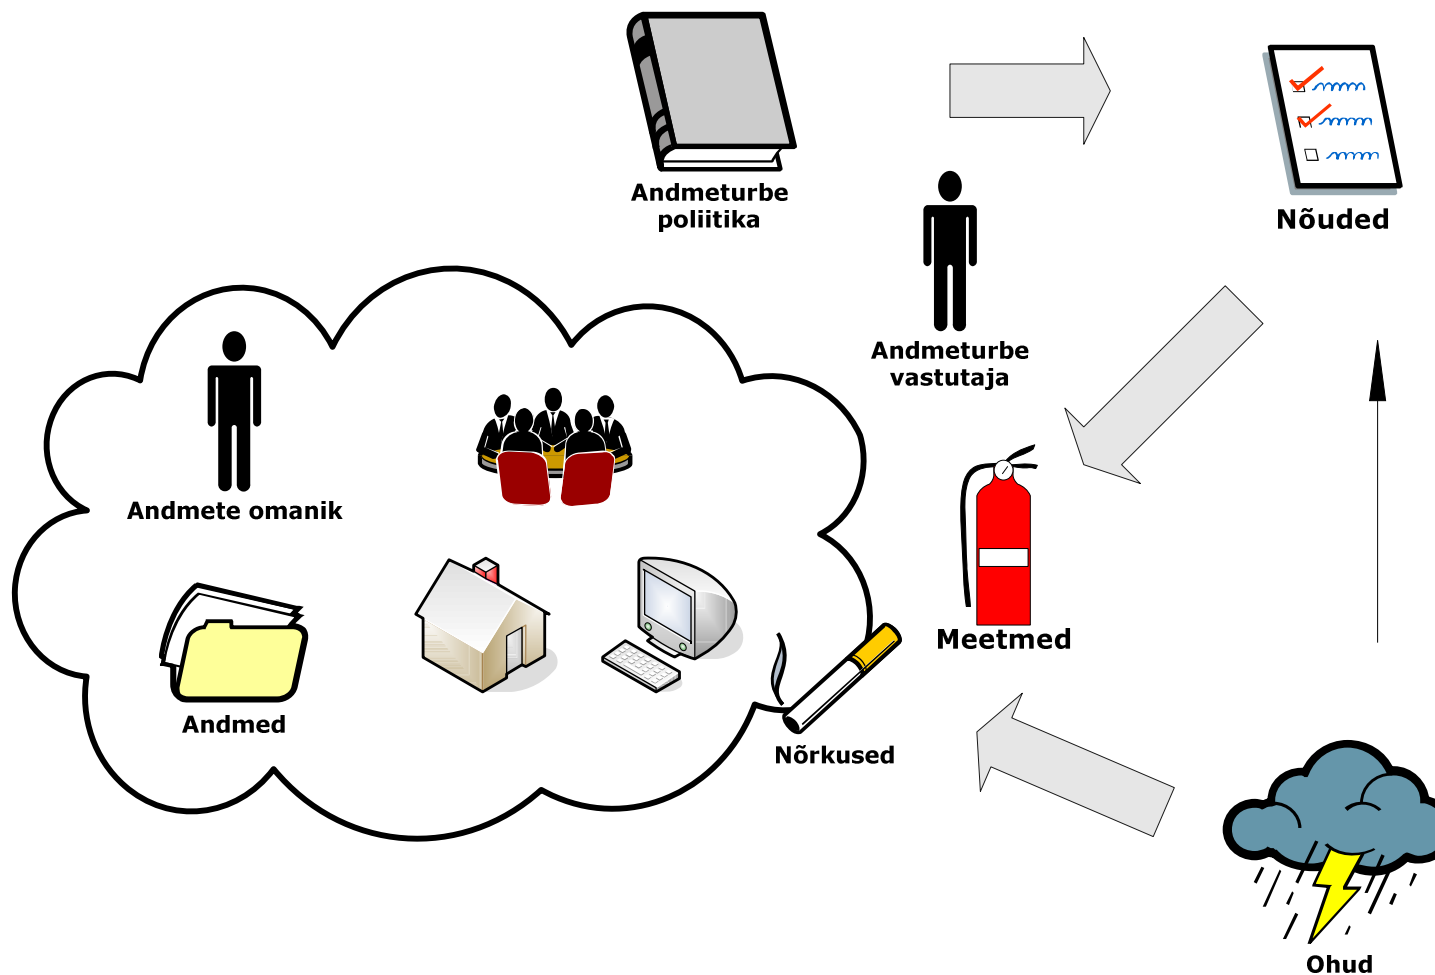 Andmeturbe
poliitika
Nõuded
Andmeturbe
vastutaja
Andmete omanik
Meetmed
Andmed
Nõrkused
Ohud